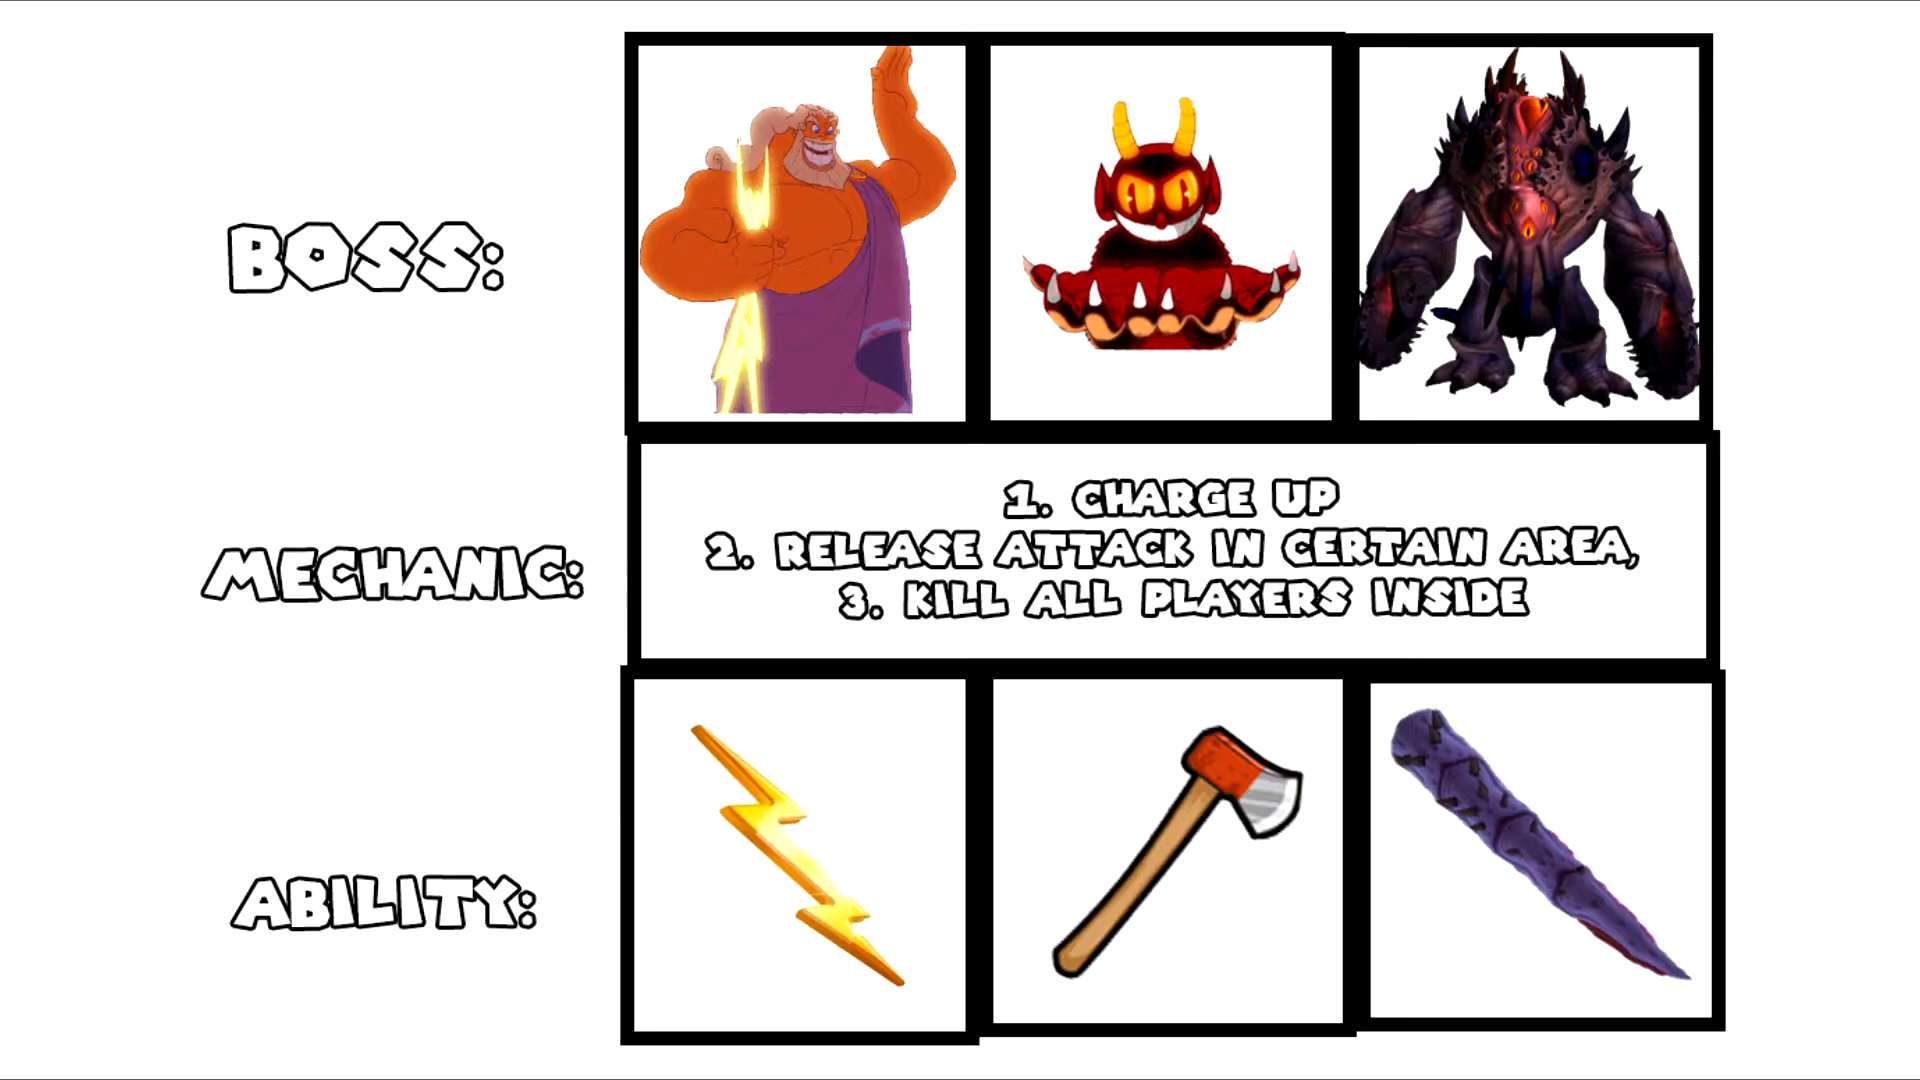 BOSS:
1. CHARGE UP
2. RELEASE ATTACK IN CERTAIN AREA,
3. KILL ALL PLAYERS INSIDE
MECHANIC:
ABILITY: